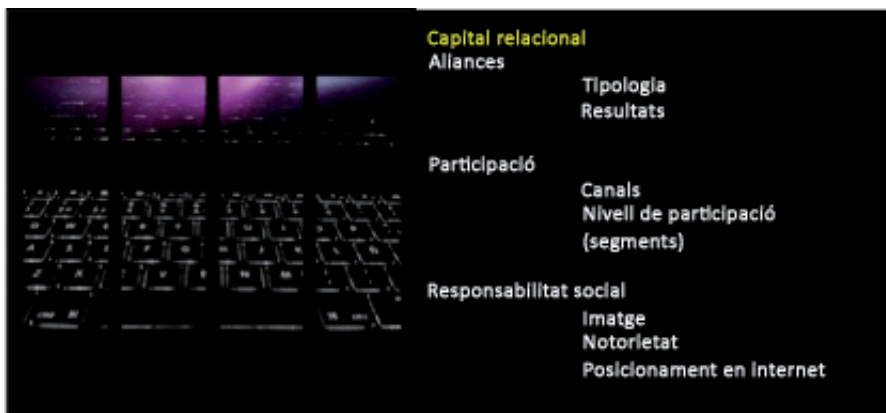 Capital relacional
Aliances
Tipologia
Resultats
Participació
Canals
Nivell de participació
(segments)
Responsabilitat social
Imatge
Notorietat
Posicionament en internet